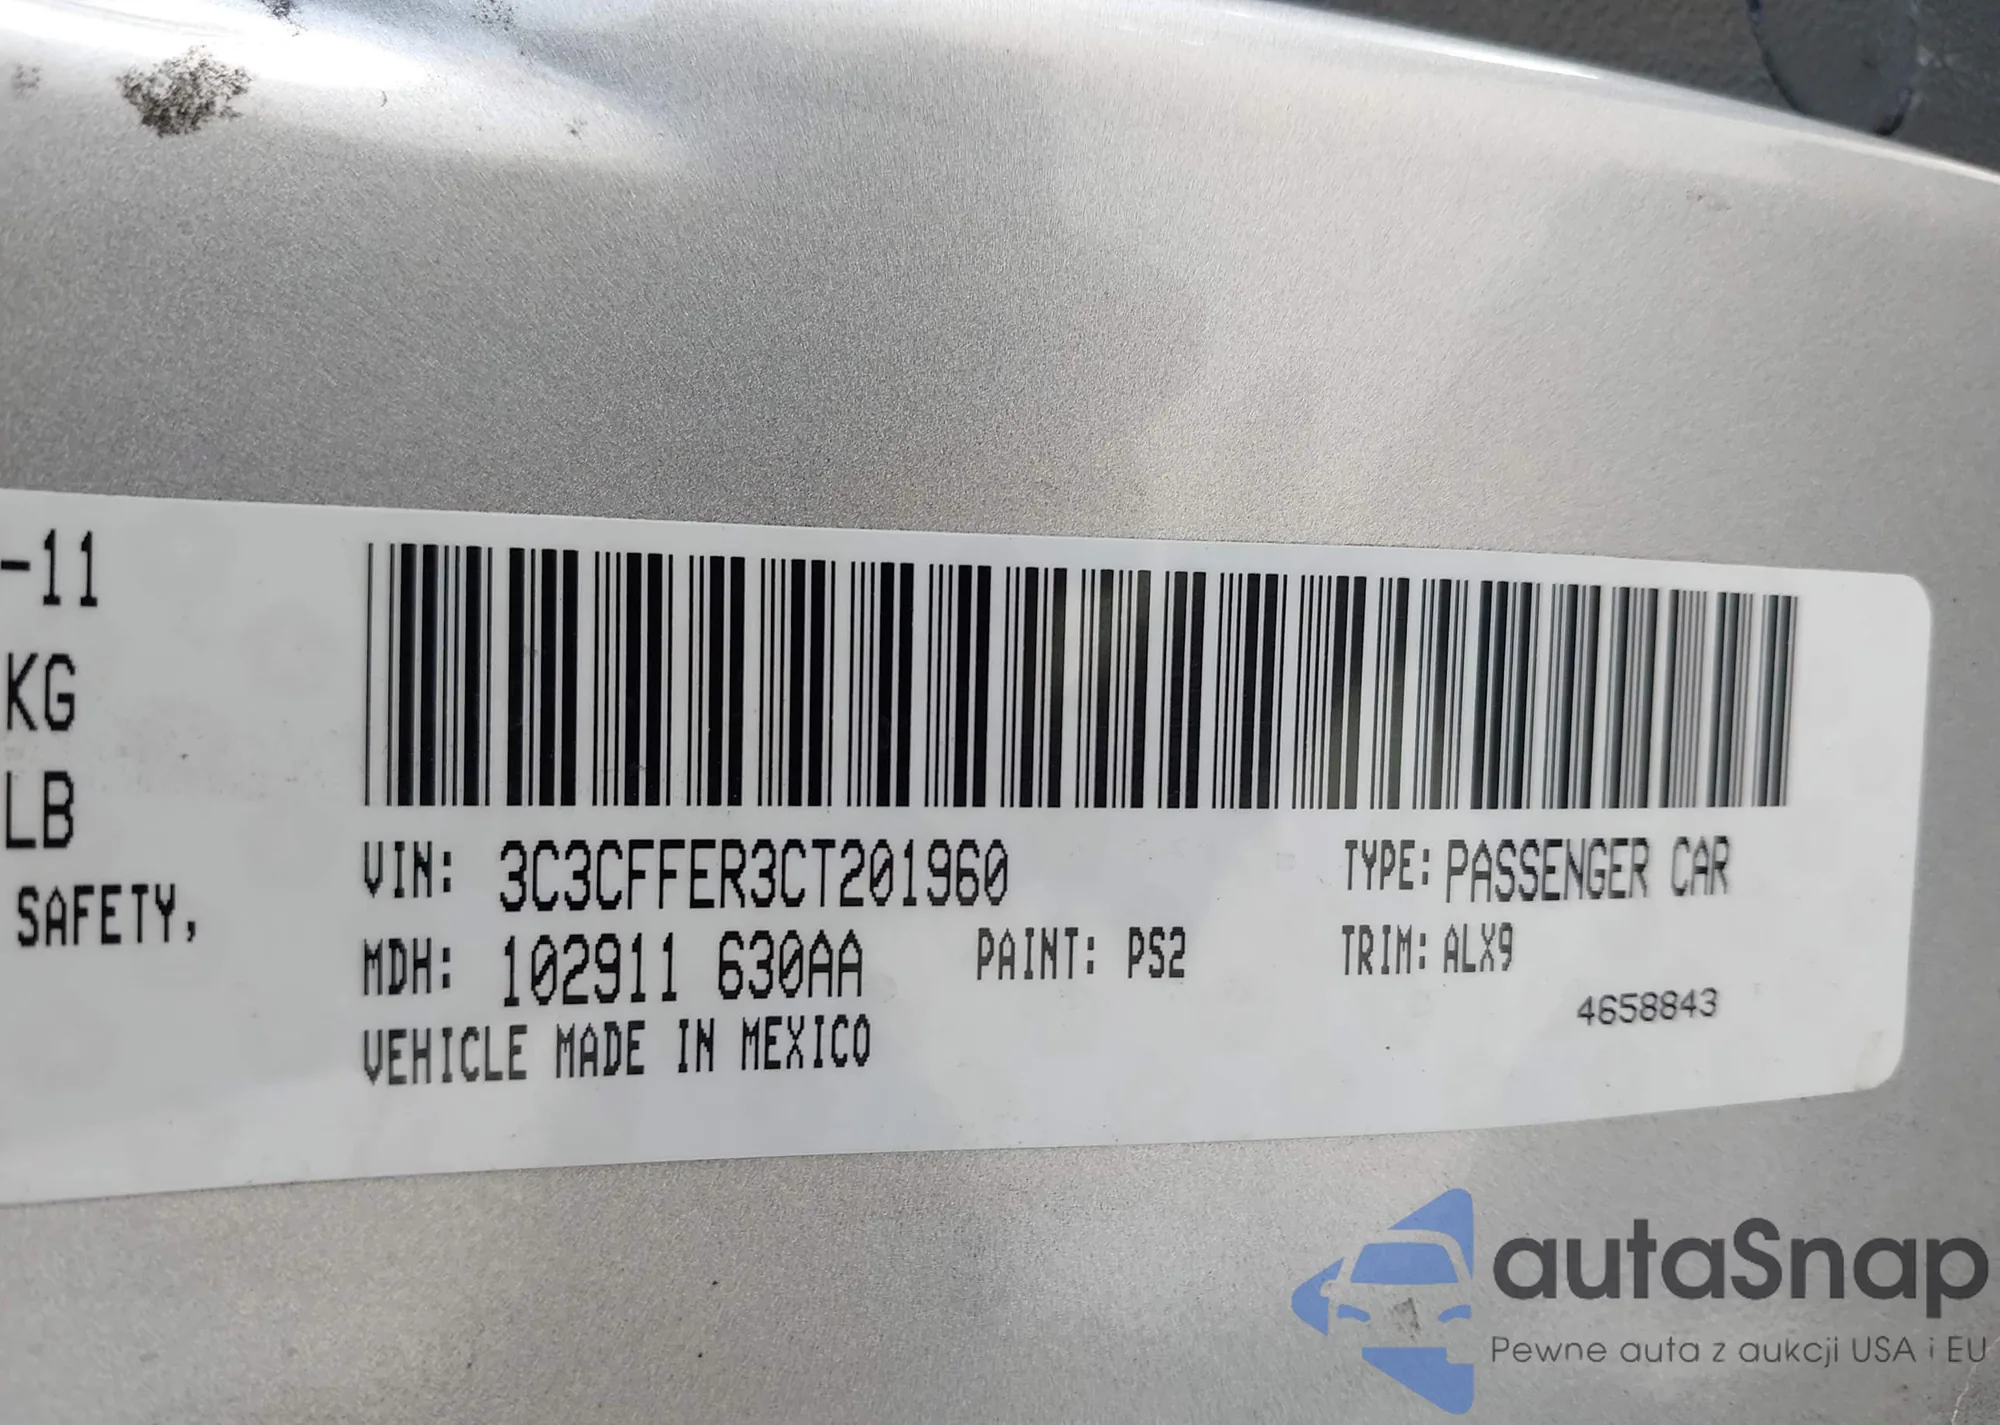 -11
KG
LB
SAFETY,
VIN: 3C3CFFER3CT201960
TYPE: PASSENGER CAR
MDH: 102911 630AA
PAINT: PS2
TRIM: ALX9
4658843
VEHICLE MADE IN MEXICO
autaSnap
Pewne auta z aukcji USA i EU